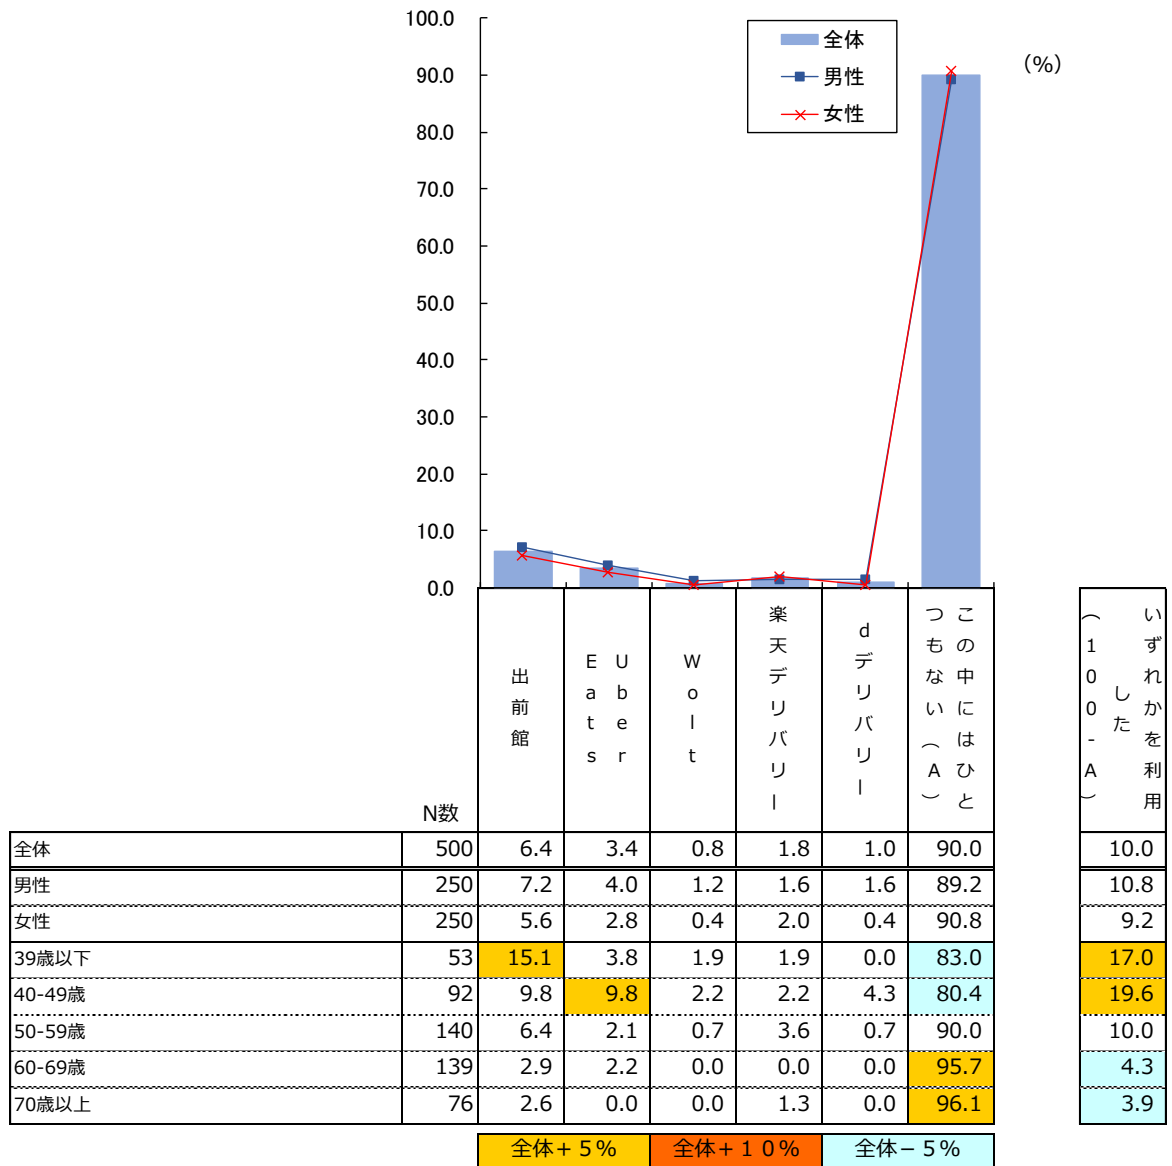 100.0
90.0
80.0
70.0
60.0
50.0
40.0
30.0
20.0
10.0
0.0
全体
男性
女性
(%)
N数
出前館
Uber
Eats
Wolt
楽天デリバリー
dデリバリー
この中にはひと
つもない（A）
いずれかを利用
した
（100-A）
全体 500 6.4 3.4 0.8 1.8 1.0 90.0 10.0
男性 250 7.2 4.0 1.2 1.6 1.6 89.2 10.8
女性 250 5.6 2.8 0.4 2.0 0.4 90.8 9.2
39歳以下 53 15.1 3.8 1.9 1.9 0.0 83.0 17.0
40-49歳 92 9.8 9.8 2.2 2.2 4.3 80.4 19.6
50-59歳 140 6.4 2.1 0.7 3.6 0.7 90.0 10.0
60-69歳 139 2.9 2.2 0.0 0.0 0.0 95.7 4.3
70歳以上 76 2.6 0.0 0.0 1.3 0.0 96.1 3.9
全体+５% 全体+１０% 全体−５%